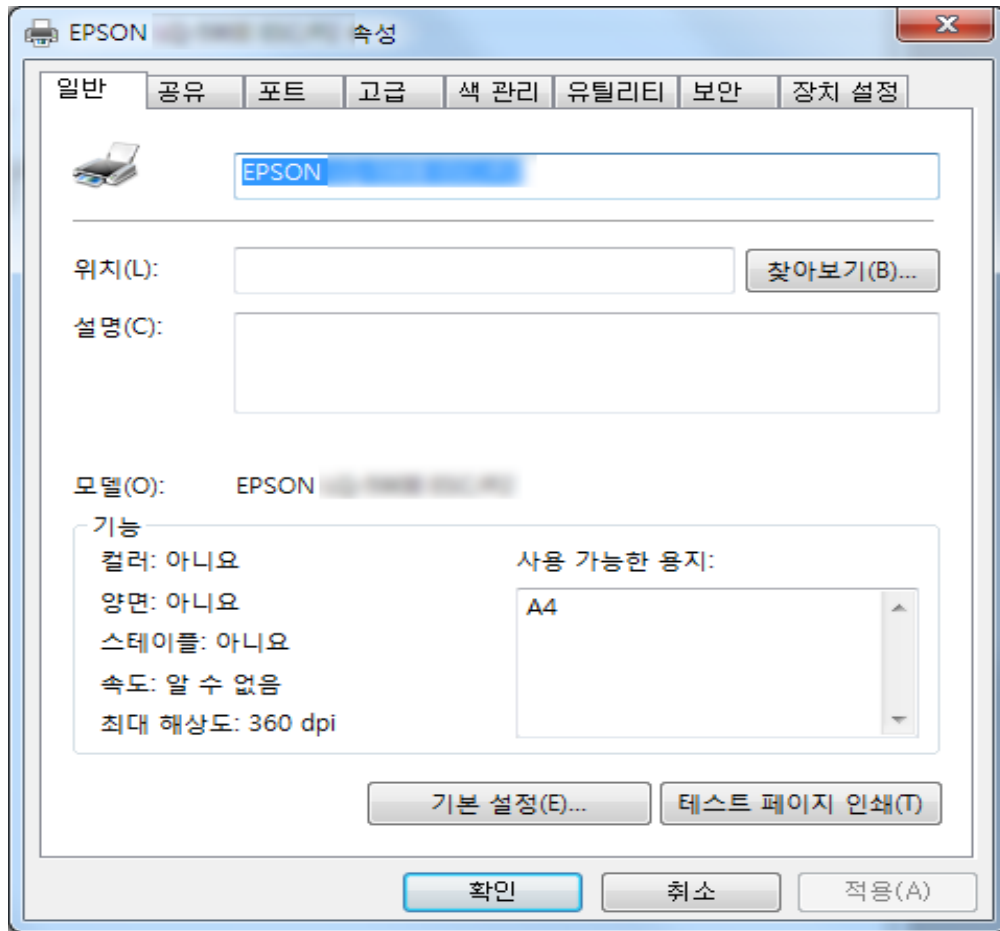 EPSON 속성
일반 공유 포트 고급 색 관리 유틸리티 보안 장치 설정
EPSON
위치(L): 찾아보기(B)...
설명(C):
모델(O): EPSON
기능
컬러: 아니요 사용 가능한 용지:
양면: 아니요 A4
스테이플: 아니요
속도: 알 수 없음
최대 해상도: 360 dpi
기본 설정(E)... 테스트 페이지 인쇄(T)
확인 취소 적용(A)